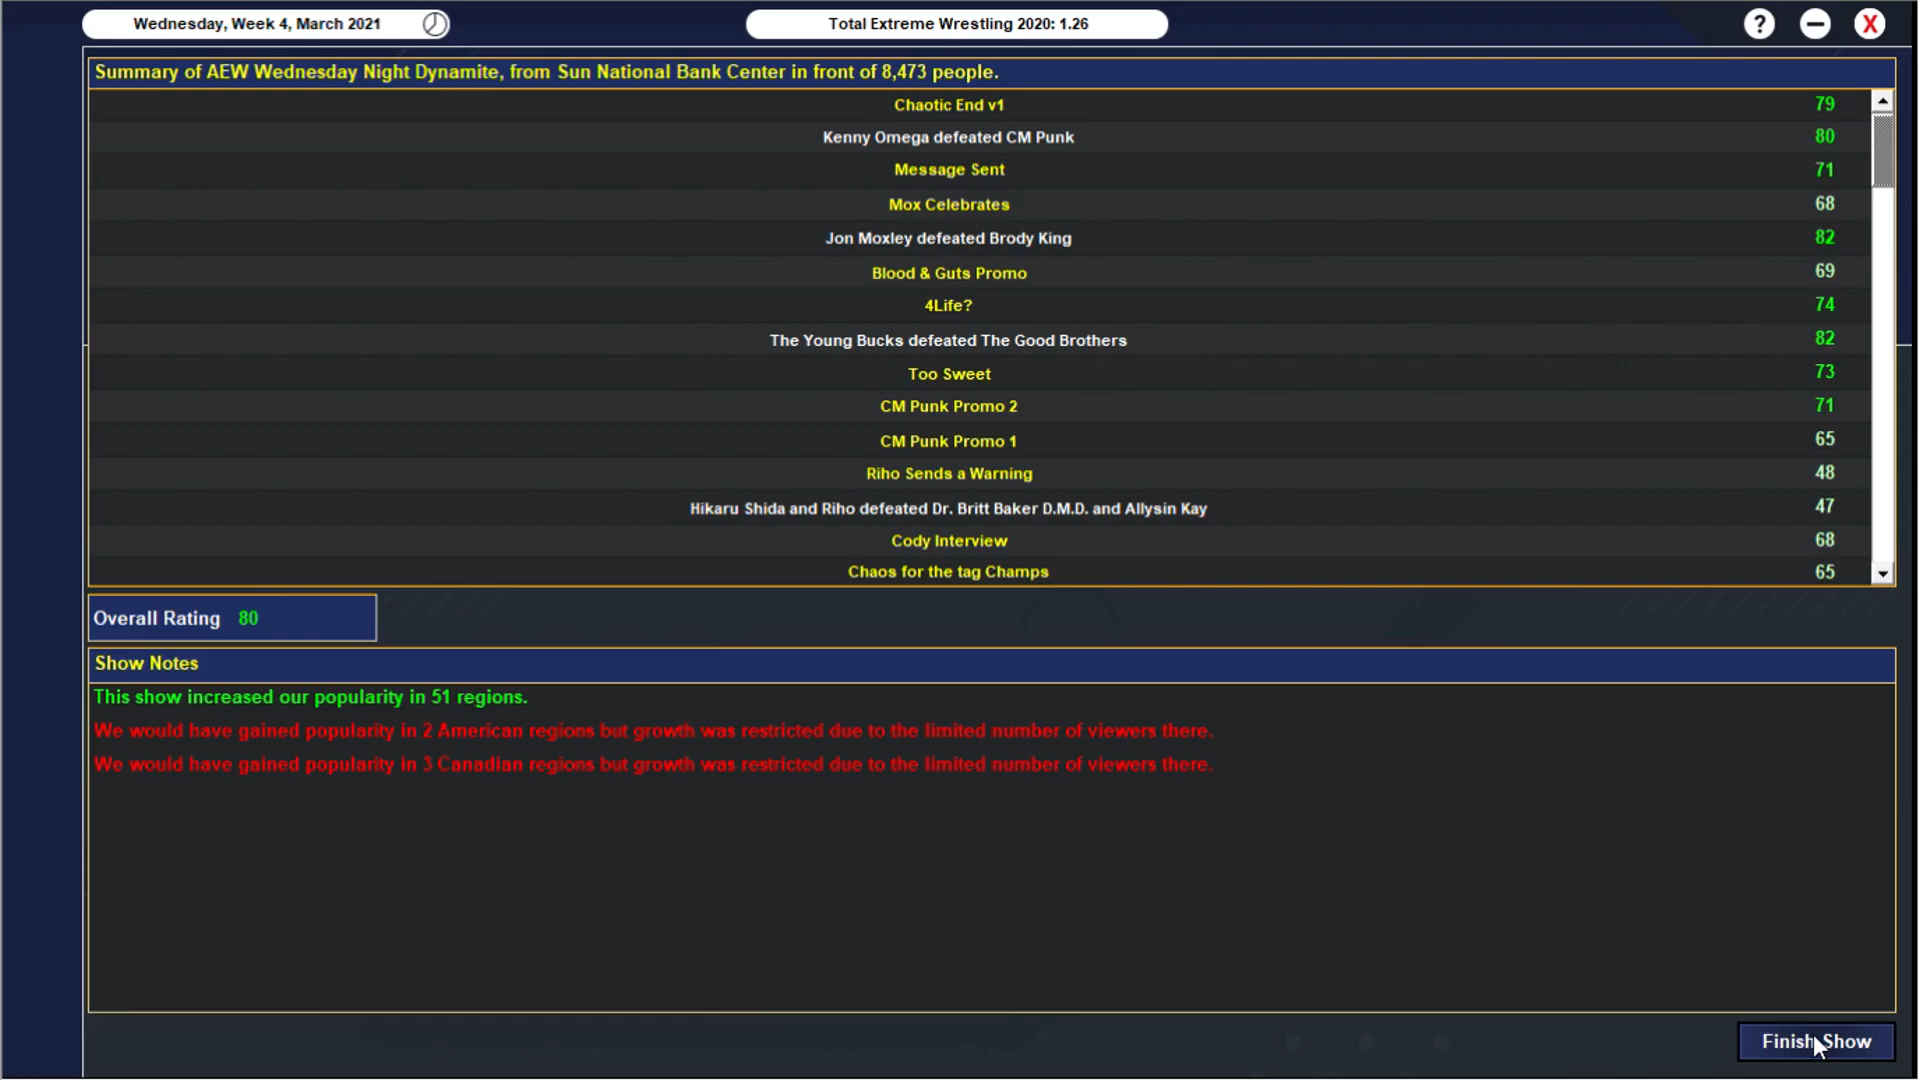 Wednesday, Week 4, March 2021
Total Extreme Wrestling 2020: 1.26
?
X
Summary of AEW Wednesday Night Dynamite, from Sun National Bank Center in front of 8,473 people.
Chaotic End v1 79
Kenny Omega defeated CM Punk 80
Message Sent 71
Mox Celebrates 68
Jon Moxley defeated Brody King 82
Blood & Guts Promo 69
4Life? 74
The Young Bucks defeated The Good Brothers 82
Too Sweet 73
CM Punk Promo 2 71
CM Punk Promo 1 65
Riho Sends a Warning 48
Hikaru Shida and Riho defeated Dr. Britt Baker D.M.D. and Allysin Kay 47
Cody Interview 68
Chaos for the tag Champs 65
Overall Rating 80
Show Notes
This show increased our popularity in 51 regions.
We would have gained popularity in 2 American regions but growth was restricted due to the limited number of viewers there.
We would have gained popularity in 3 Canadian regions but growth was restricted due to the limited number of viewers there.
Finish Show